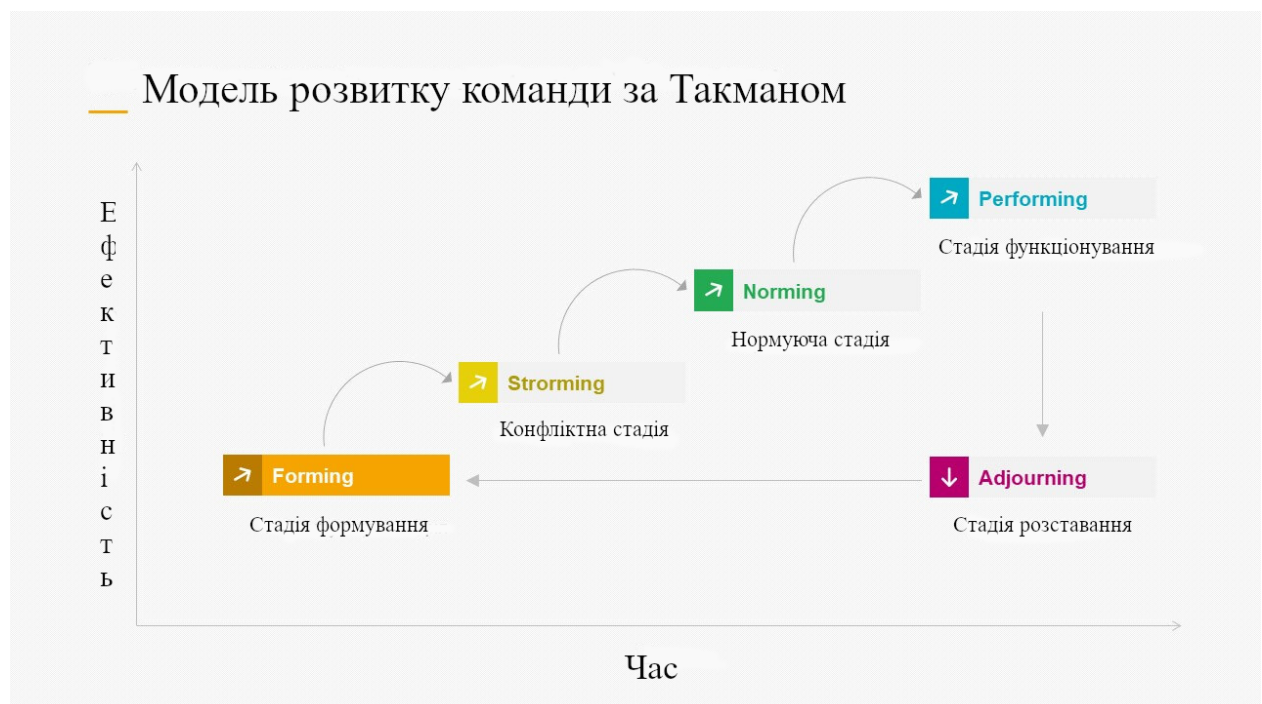 Модель розвитку команди за Такманом
Ефективність
Performing
Стадія функціонування
Norming
Нормуюча стадія
Strorming
Конфліктна стадія
Forming
Стадія формування
Adjourning
Стадія розставання
Час